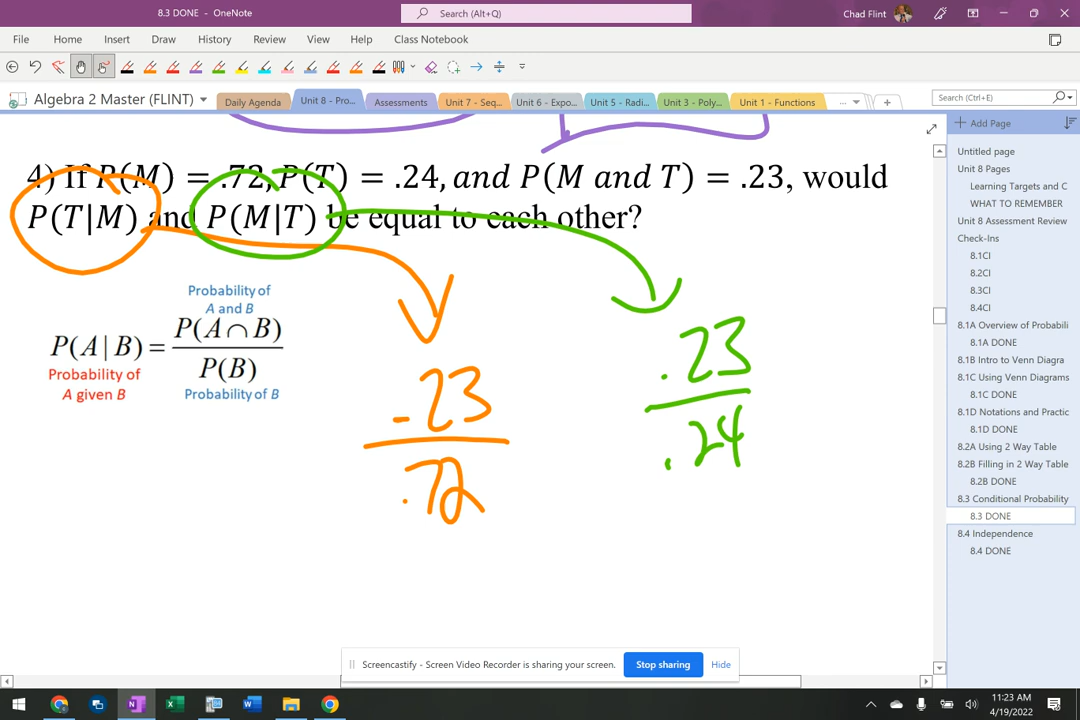 8.3 DONE - OneNote
Search (Alt+Q)
Chad Flint
File Home Insert Draw History Review View Help Class Notebook
Algebra 2 Master (FLINT)
Daily Agenda
Unit 8 - Pro...
Assessments
Unit 7 - Seq...
Unit 6 - Expo...
Unit 5 - Radi...
Unit 3 - Poly...
Unit 1 - Functions
...
Search (Ctrl+E)
Add Page
4) If P(M) = .72, P(T) = .24, and P(M and T) = .23, would
P(T|M) and P(M|T) be equal to each other?
Probability of
A and B
P(A | B) = P(A ∩ B) / P(B)
Probability of
A given B
Probability of B
.23
.72
.23
.24
Untitled page
Unit 8 Pages
Learning Targets and C
WHAT TO REMEMBER
Unit 8 Assessment Review
Check-Ins
8.1CI
8.2CI
8.3CI
8.4CI
8.1A Overview of Probabili
8.1A DONE
8.1B Intro to Venn Diagra
8.1C Using Venn Diagrams
8.1C DONE
8.1D Notations and Practic
8.1D DONE
8.2A Using 2 Way Table
8.2B Filling in 2 Way Table
8.2B DONE
8.3 Conditional Probability
8.3 DONE
8.4 Independence
8.4 DONE
Screencastify - Screen Video Recorder is sharing your screen.
Stop sharing
Hide
11:23 AM
4/19/2022